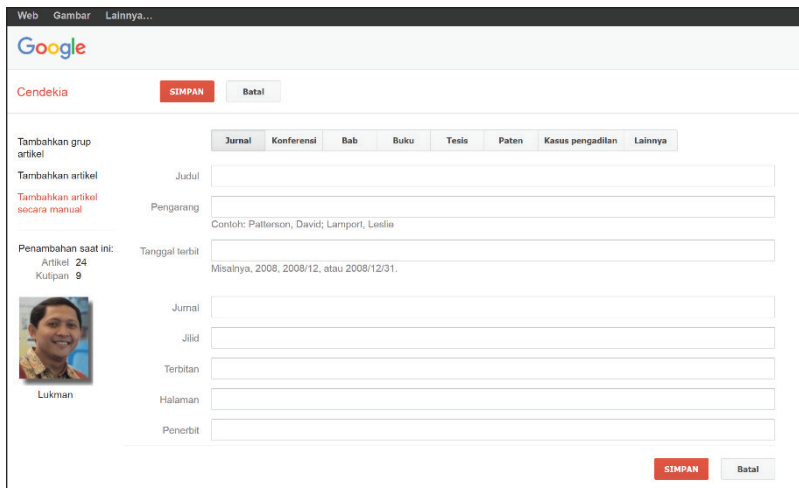 Web Gambar Lainnya...
Google
Cendekia SIMPAN Batal
Tambahkan grup artikel
Tambahkan artikel
Tambahkan artikel secara manual
Penambahan saat ini:
Artikel 24
Kutipan 9
Lukman
Jurnal Konferensi Bab Buku Tesis Paten Kasus pengadilan Lainnya
Judul
Pengarang
Contoh: Patterson, David; Lamport, Leslie
Tanggal terbit
Misalnya, 2008, 2008/12, atau 2008/12/31.
Jurnal
Jilid
Terbitan
Halaman
Penerbit
SIMPAN Batal